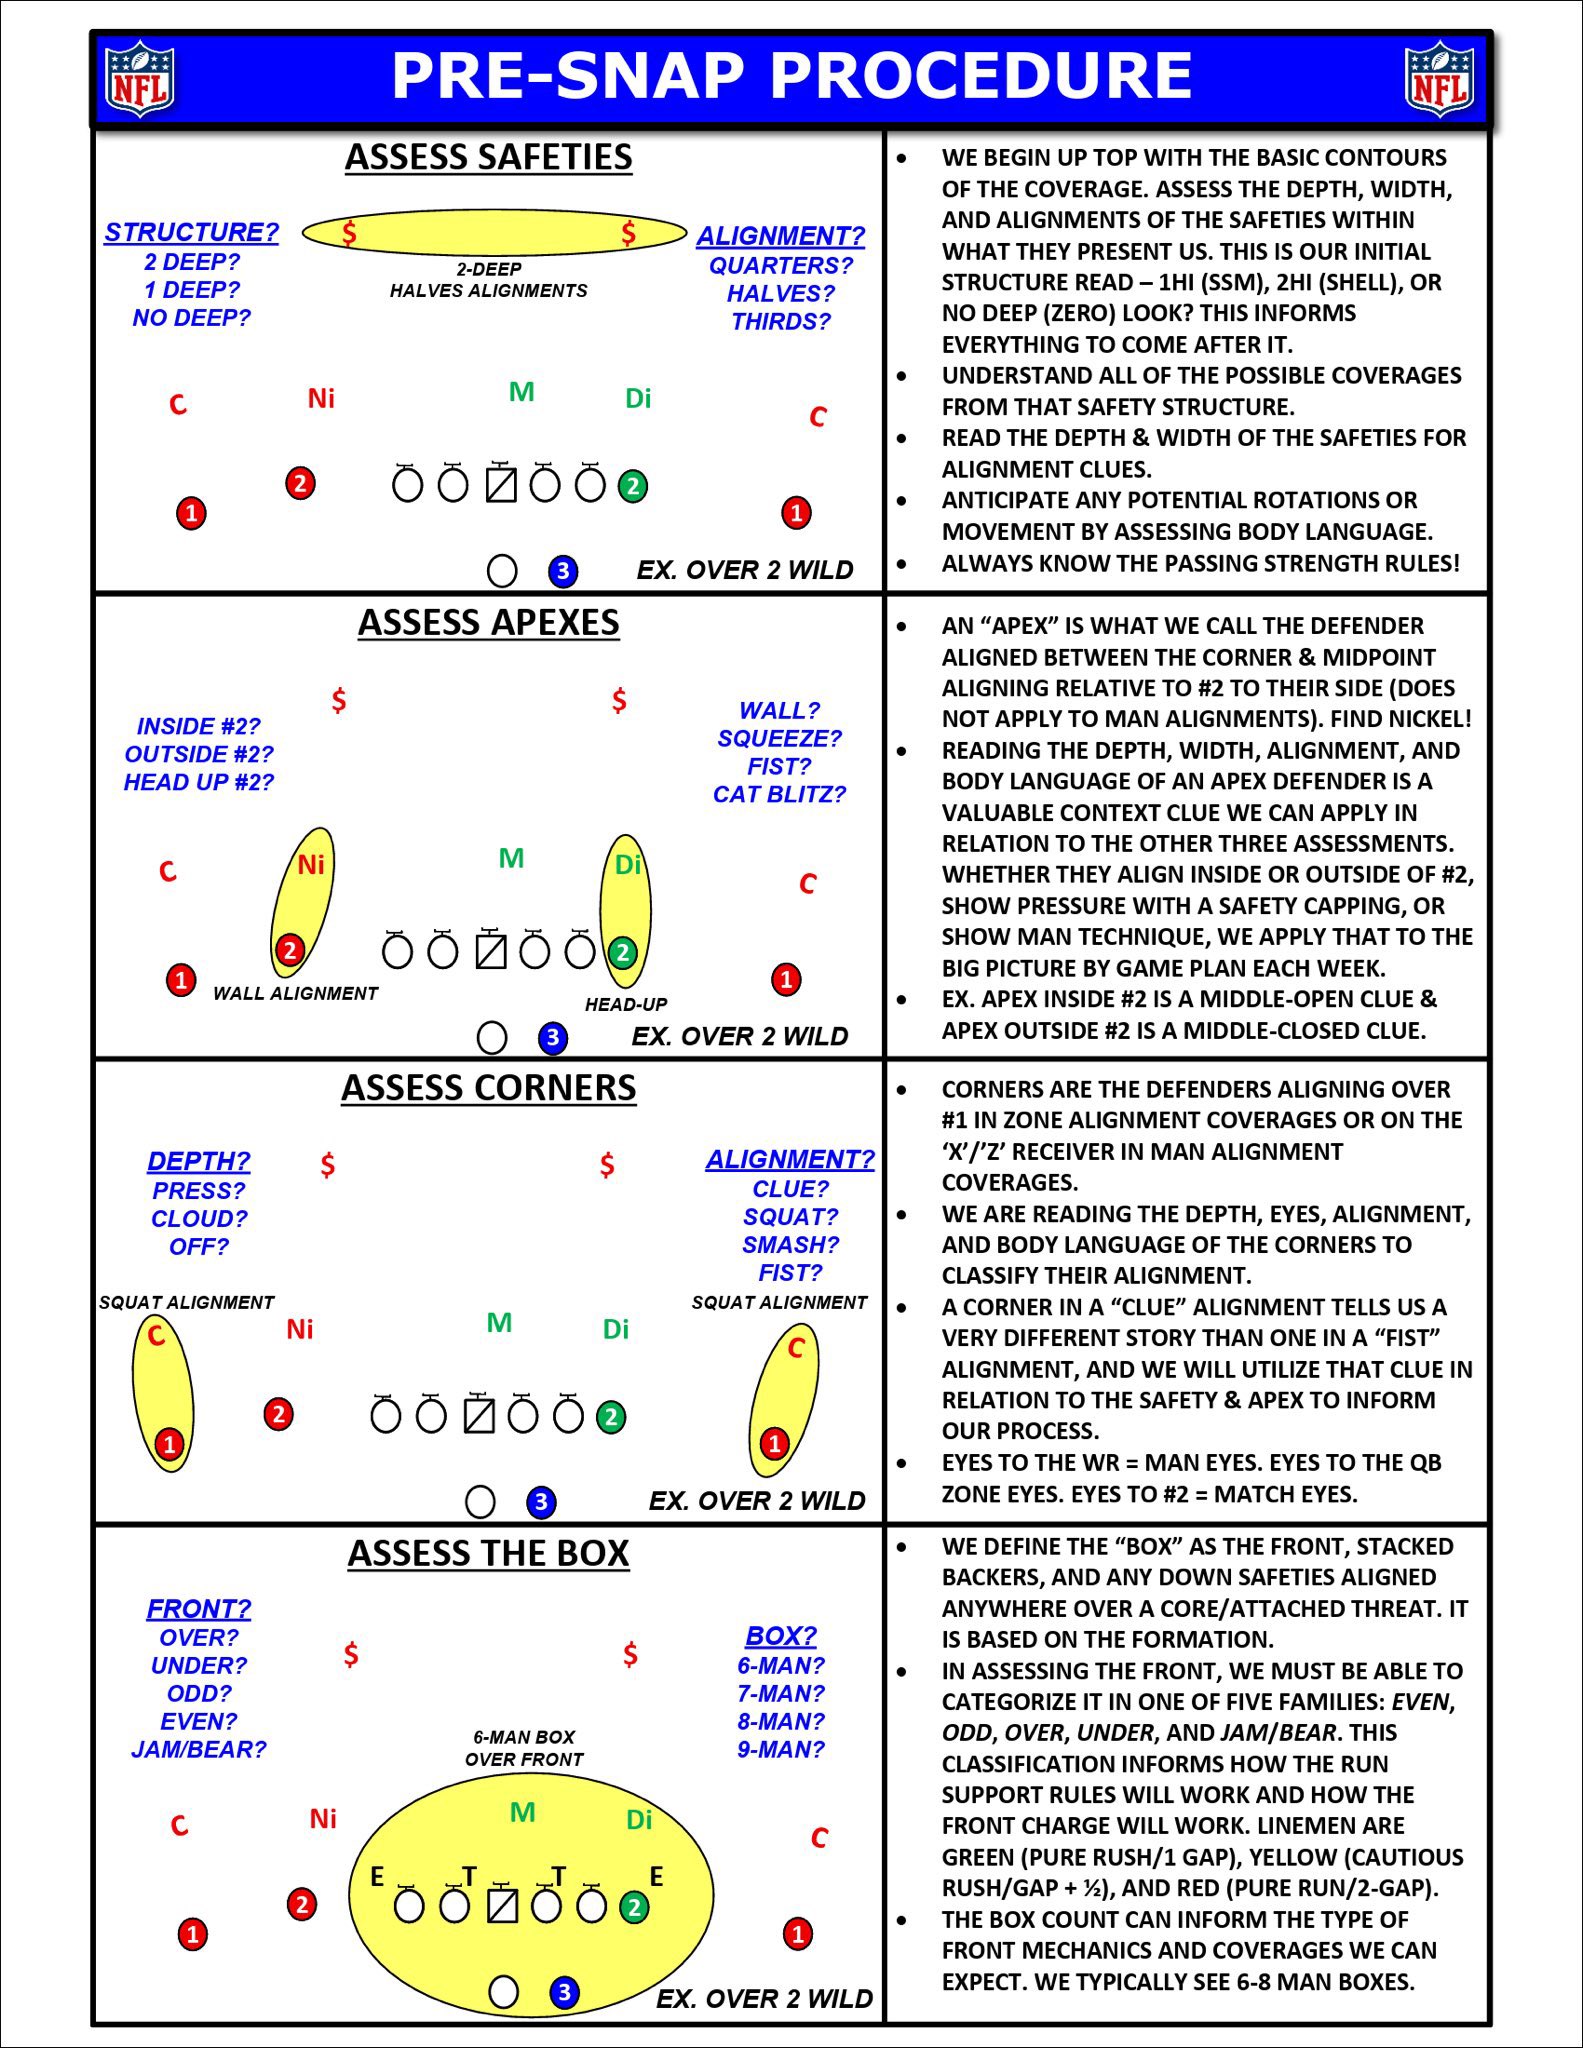 NFL
PRE-SNAP PROCEDURE
NFL
ASSESS SAFETIES
STRUCTURE?
2 DEEP?
1 DEEP?
NO DEEP?
$ $
2-DEEP
HALVES ALIGNMENTS
ALIGNMENT?
QUARTERS?
HALVES?
THIRDS?
C Ni M Di C
1 2 2 1
3
EX. OVER 2 WILD
• WE BEGIN UP TOP WITH THE BASIC CONTOURS
OF THE COVERAGE. ASSESS THE DEPTH, WIDTH,
AND ALIGNMENTS OF THE SAFETIES WITHIN
WHAT THEY PRESENT US. THIS IS OUR INITIAL
STRUCTURE READ – 1HI (SSM), 2HI (SHELL), OR
NO DEEP (ZERO) LOOK? THIS INFORMS
EVERYTHING TO COME AFTER IT.
• UNDERSTAND ALL OF THE POSSIBLE COVERAGES
FROM THAT SAFETY STRUCTURE.
• READ THE DEPTH & WIDTH OF THE SAFETIES FOR
ALIGNMENT CLUES.
• ANTICIPATE ANY POTENTIAL ROTATIONS OR
MOVEMENT BY ASSESSING BODY LANGUAGE.
• ALWAYS KNOW THE PASSING STRENGTH RULES!
ASSESS APEXES
$ $
INSIDE #2?
OUTSIDE #2?
HEAD UP #2?
WALL?
SQUEEZE?
FIST?
CAT BLITZ?
C Ni M Di C
1 2 2 1
WALL ALIGNMENT
HEAD-UP
3
EX. OVER 2 WILD
• AN “APEX” IS WHAT WE CALL THE DEFENDER
ALIGNED BETWEEN THE CORNER & MIDPOINT
ALIGNING RELATIVE TO #2 TO THEIR SIDE (DOES
NOT APPLY TO MAN ALIGNMENTS). FIND NICKEL!
• READING THE DEPTH, WIDTH, ALIGNMENT, AND
BODY LANGUAGE OF AN APEX DEFENDER IS A
VALUABLE CONTEXT CLUE WE CAN APPLY IN
RELATION TO THE OTHER THREE ASSESSMENTS.
WHETHER THEY ALIGN INSIDE OR OUTSIDE OF #2,
SHOW PRESSURE WITH A SAFETY CAPPING, OR
SHOW MAN TECHNIQUE, WE APPLY THAT TO THE
BIG PICTURE BY GAME PLAN EACH WEEK.
• EX. APEX INSIDE #2 IS A MIDDLE-OPEN CLUE &
APEX OUTSIDE #2 IS A MIDDLE-CLOSED CLUE.
ASSESS CORNERS
DEPTH?
PRESS?
CLOUD?
OFF?
$ $
ALIGNMENT?
CLUE?
SQUAT?
SMASH?
FIST?
SQUAT ALIGNMENT
SQUAT ALIGNMENT
C Ni M Di C
1 2 2 1
3
EX. OVER 2 WILD
• CORNERS ARE THE DEFENDERS ALIGNING OVER
#1 IN ZONE ALIGNMENT COVERAGES OR ON THE
‘X’/’Z’ RECEIVER IN MAN ALIGNMENT
COVERAGES.
• WE ARE READING THE DEPTH, EYES, ALIGNMENT,
AND BODY LANGUAGE OF THE CORNERS TO
CLASSIFY THEIR ALIGNMENT.
• A CORNER IN A “CLUE” ALIGNMENT TELLS US A
VERY DIFFERENT STORY THAN ONE IN A “FIST”
ALIGNMENT, AND WE WILL UTILIZE THAT CLUE IN
RELATION TO THE SAFETY & APEX TO INFORM
OUR PROCESS.
• EYES TO THE WR = MAN EYES. EYES TO THE QB
ZONE EYES. EYES TO #2 = MATCH EYES.
ASSESS THE BOX
FRONT?
OVER?
UNDER?
ODD?
EVEN?
JAM/BEAR?
$ $
BOX?
6-MAN?
7-MAN?
8-MAN?
9-MAN?
6-MAN BOX
OVER FRONT
C Ni M Di C
E T T E
1 2 2 1
3
EX. OVER 2 WILD
• WE DEFINE THE “BOX” AS THE FRONT, STACKED
BACKERS, AND ANY DOWN SAFETIES ALIGNED
ANYWHERE OVER A CORE/ATTACHED THREAT. IT
IS BASED ON THE FORMATION.
• IN ASSESSING THE FRONT, WE MUST BE ABLE TO
CATEGORIZE IT IN ONE OF FIVE FAMILIES: EVEN,
ODD, OVER, UNDER, AND JAM/BEAR. THIS
CLASSIFICATION INFORMS HOW THE RUN
SUPPORT RULES WILL WORK AND HOW THE
FRONT CHARGE WILL WORK. LINEMEN ARE
GREEN (PURE RUSH/1 GAP), YELLOW (CAUTIOUS
RUSH/GAP + ½), AND RED (PURE RUN/2-GAP).
• THE BOX COUNT CAN INFORM THE TYPE OF
FRONT MECHANICS AND COVERAGES WE CAN
EXPECT. WE TYPICALLY SEE 6-8 MAN BOXES.